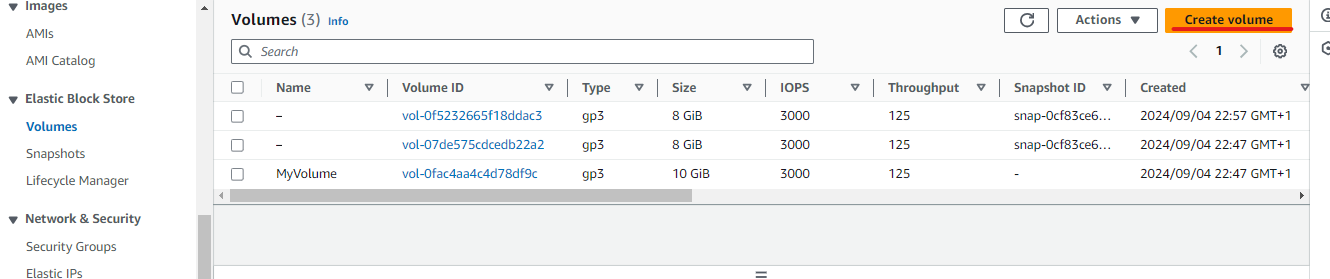 Images
AMIs
AMI Catalog
Elastic Block Store
Volumes
Snapshots
Lifecycle Manager
Network & Security
Security Groups
Elastic IPs
Volumes (3) Info
Actions
Create volume
Search
1
Name Volume ID Type Size IOPS Throughput Snapshot ID Created
– vol-0f5232665f18ddac3 gp3 8 GiB 3000 125 snap-0cf83ce6... 2024/09/04 22:57 GMT+1
– vol-07de575cdcedb22a2 gp3 8 GiB 3000 125 snap-0cf83ce6... 2024/09/04 22:47 GMT+1
MyVolume vol-0fac4aa4c4d78df9c gp3 10 GiB 3000 125 - 2024/09/04 22:47 GMT+1